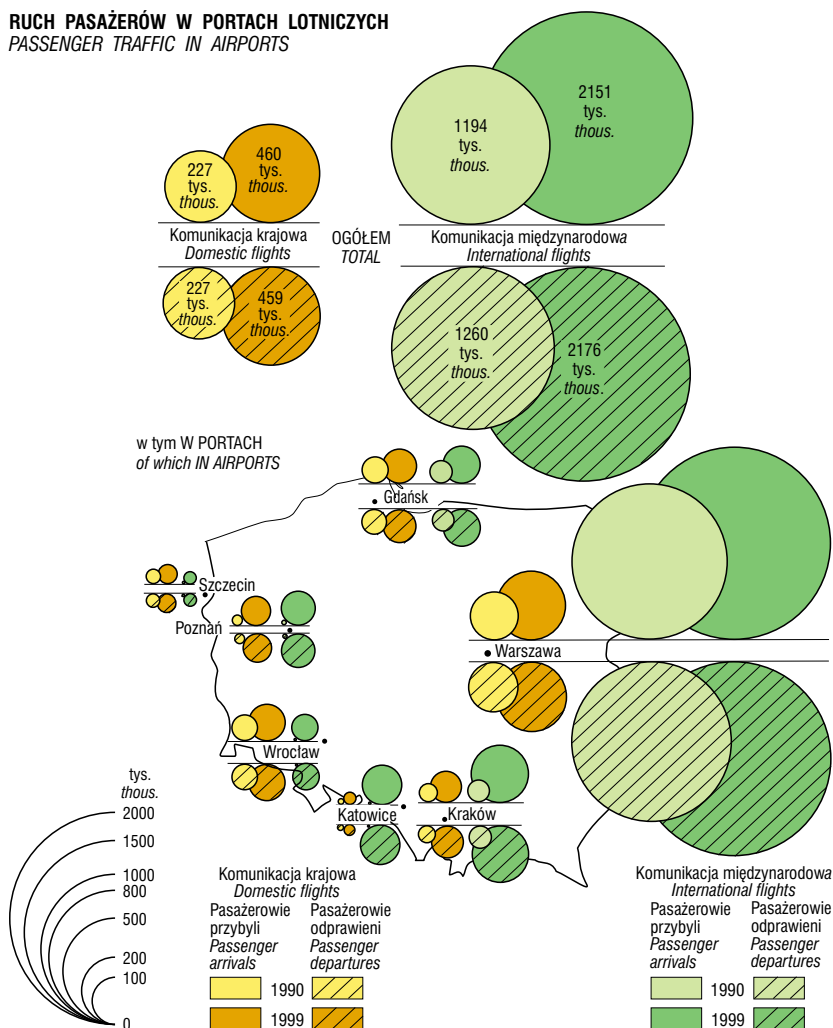 RUCH PASAŻERÓW W PORTACH LOTNICZYCH
PASSENGER TRAFFIC IN AIRPORTS
227
tys.
thous.
460
tys.
thous.
1194
tys.
thous.
2151
tys.
thous.
Komunikacja krajowa
Domestic flights
OGÓŁEM
TOTAL
Komunikacja międzynarodowa
International flights
227
tys.
thous.
459
tys.
thous.
1260
tys.
thous.
2176
tys.
thous.
w tym W PORTACH
of which IN AIRPORTS
Gdańsk
Szczecin
Poznań
Warszawa
Wrocław
Katowice
Kraków
tys.
thous.
2000
1500
1000
800
500
200
100
0
Komunikacja krajowa
Domestic flights
Pasażerowie
przybyli
Passenger
arrivals
Pasażerowie
odprawieni
Passenger
departures
1990
1999
Komunikacja międzynarodowa
International flights
Pasażerowie
przybyli
Passenger
arrivals
Pasażerowie
odprawieni
Passenger
departures
1990
1999